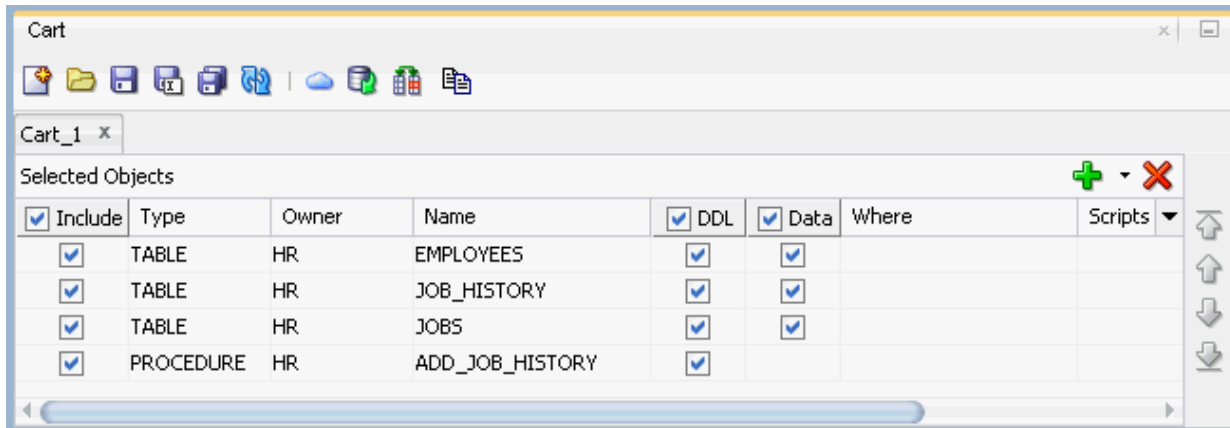 Cart
Cart_1 x
Selected Objects
Include Type Owner Name DDL Data Where Scripts
TABLE HR EMPLOYEES
TABLE HR JOB_HISTORY
TABLE HR JOBS
PROCEDURE HR ADD_JOB_HISTORY